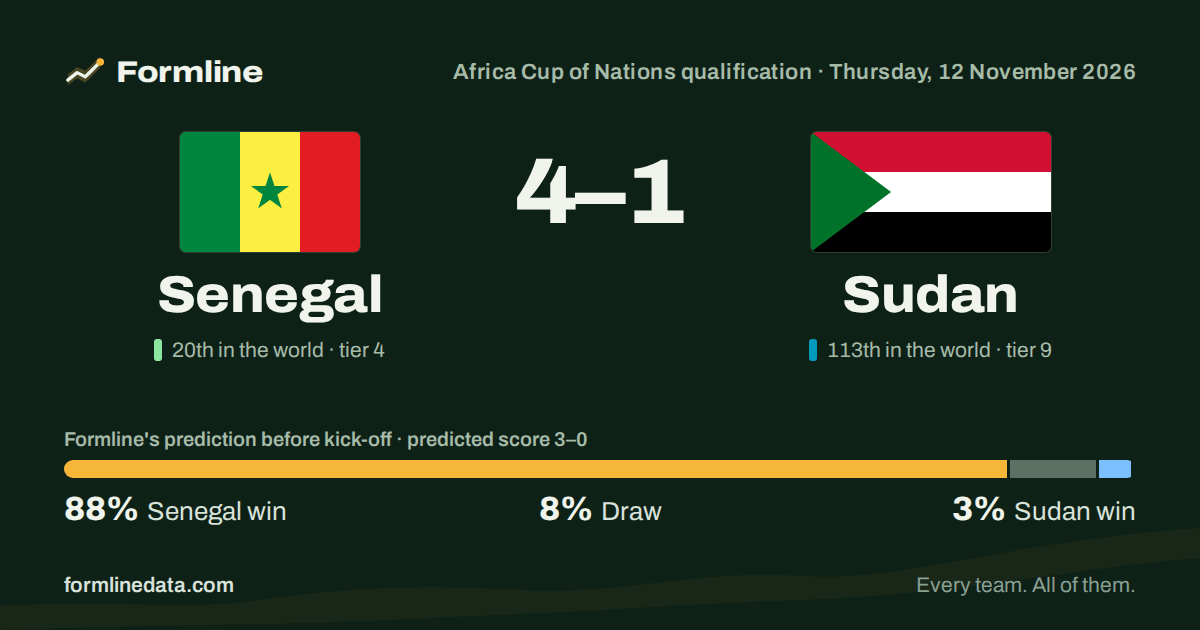 Formline
Africa Cup of Nations qualification · Thursday, 12 November 2026
4–1
Senegal
Sudan
20th in the world · tier 4
113th in the world · tier 9
Formline's prediction before kick-off · predicted score 3–0
88% Senegal win
8% Draw
3% Sudan win
formlinedata.com
Every team. All of them.